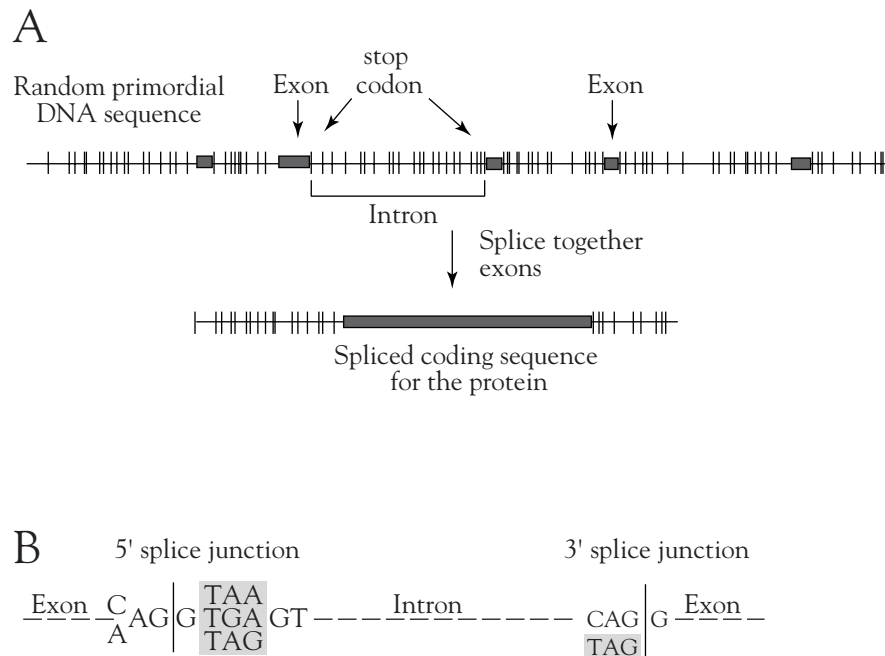 A
Random primordial
DNA sequence
Exon
stop
codon
Exon
Intron
Splice together
exons
Spliced coding sequence
for the protein
B
5' splice junction
3' splice junction
Exon
C
A
AG
G
TAA
TGA
TAG
GT
Intron
CAG
TAG
G
Exon